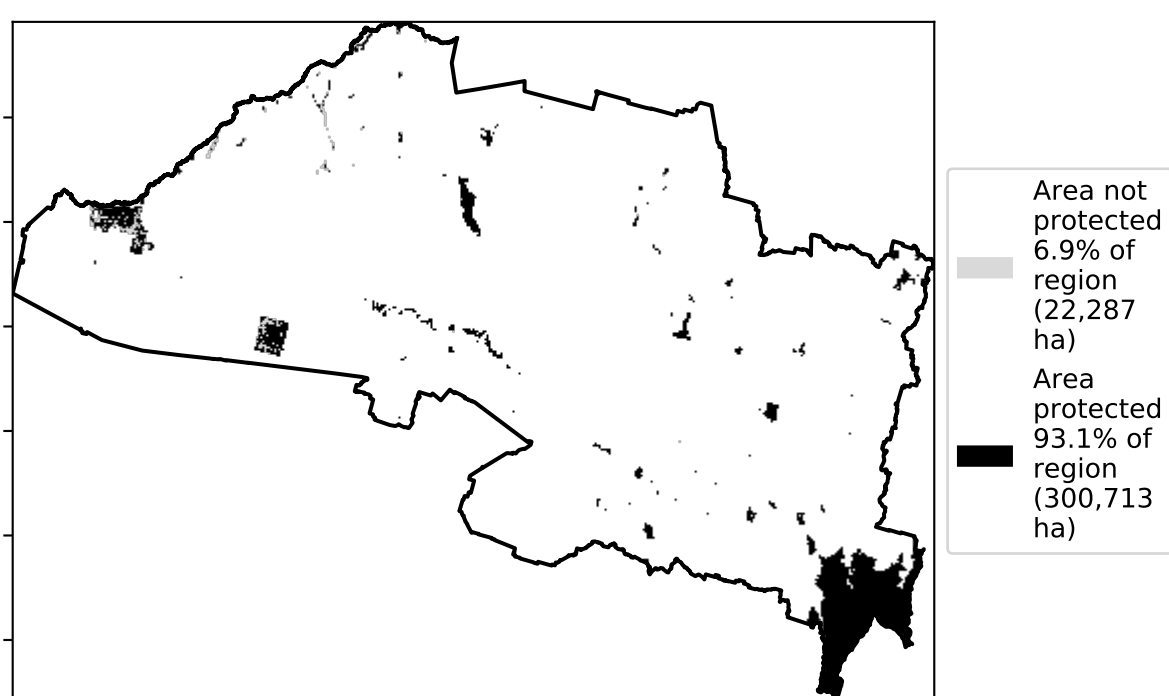 Area not
protected
6.9% of
region
(22,287
ha)
Area
protected
93.1% of
region
(300,713
ha)